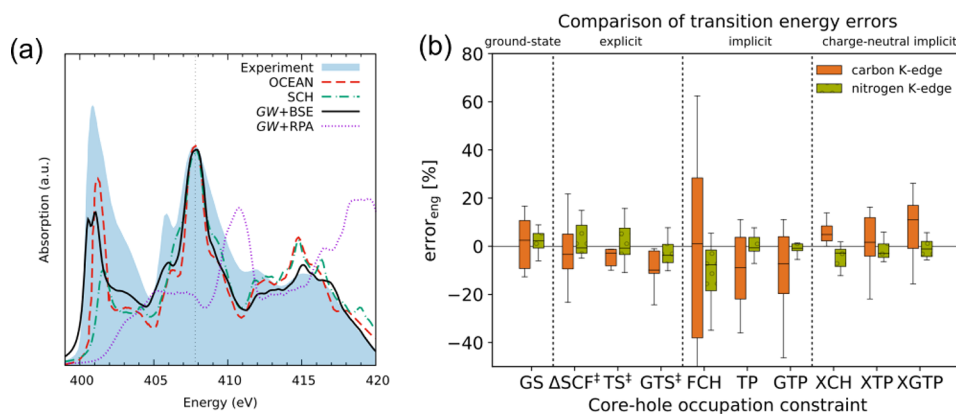 (a)
Experiment
OCEAN
SCH
GW+BSE
GW+RPA
Absorption (a.u.)
400 405 410 415 420
Energy (eV)
(b)
Comparison of transition energy errors
ground-state explicit implicit charge-neutral implicit
carbon K-edge
nitrogen K-edge
80
60
40
20
0
−20
−40
error_eng [%]
GS ΔSCF‡ TS‡ GTS‡ FCH TP GTP XCH XTP XGTP
Core-hole occupation constraint